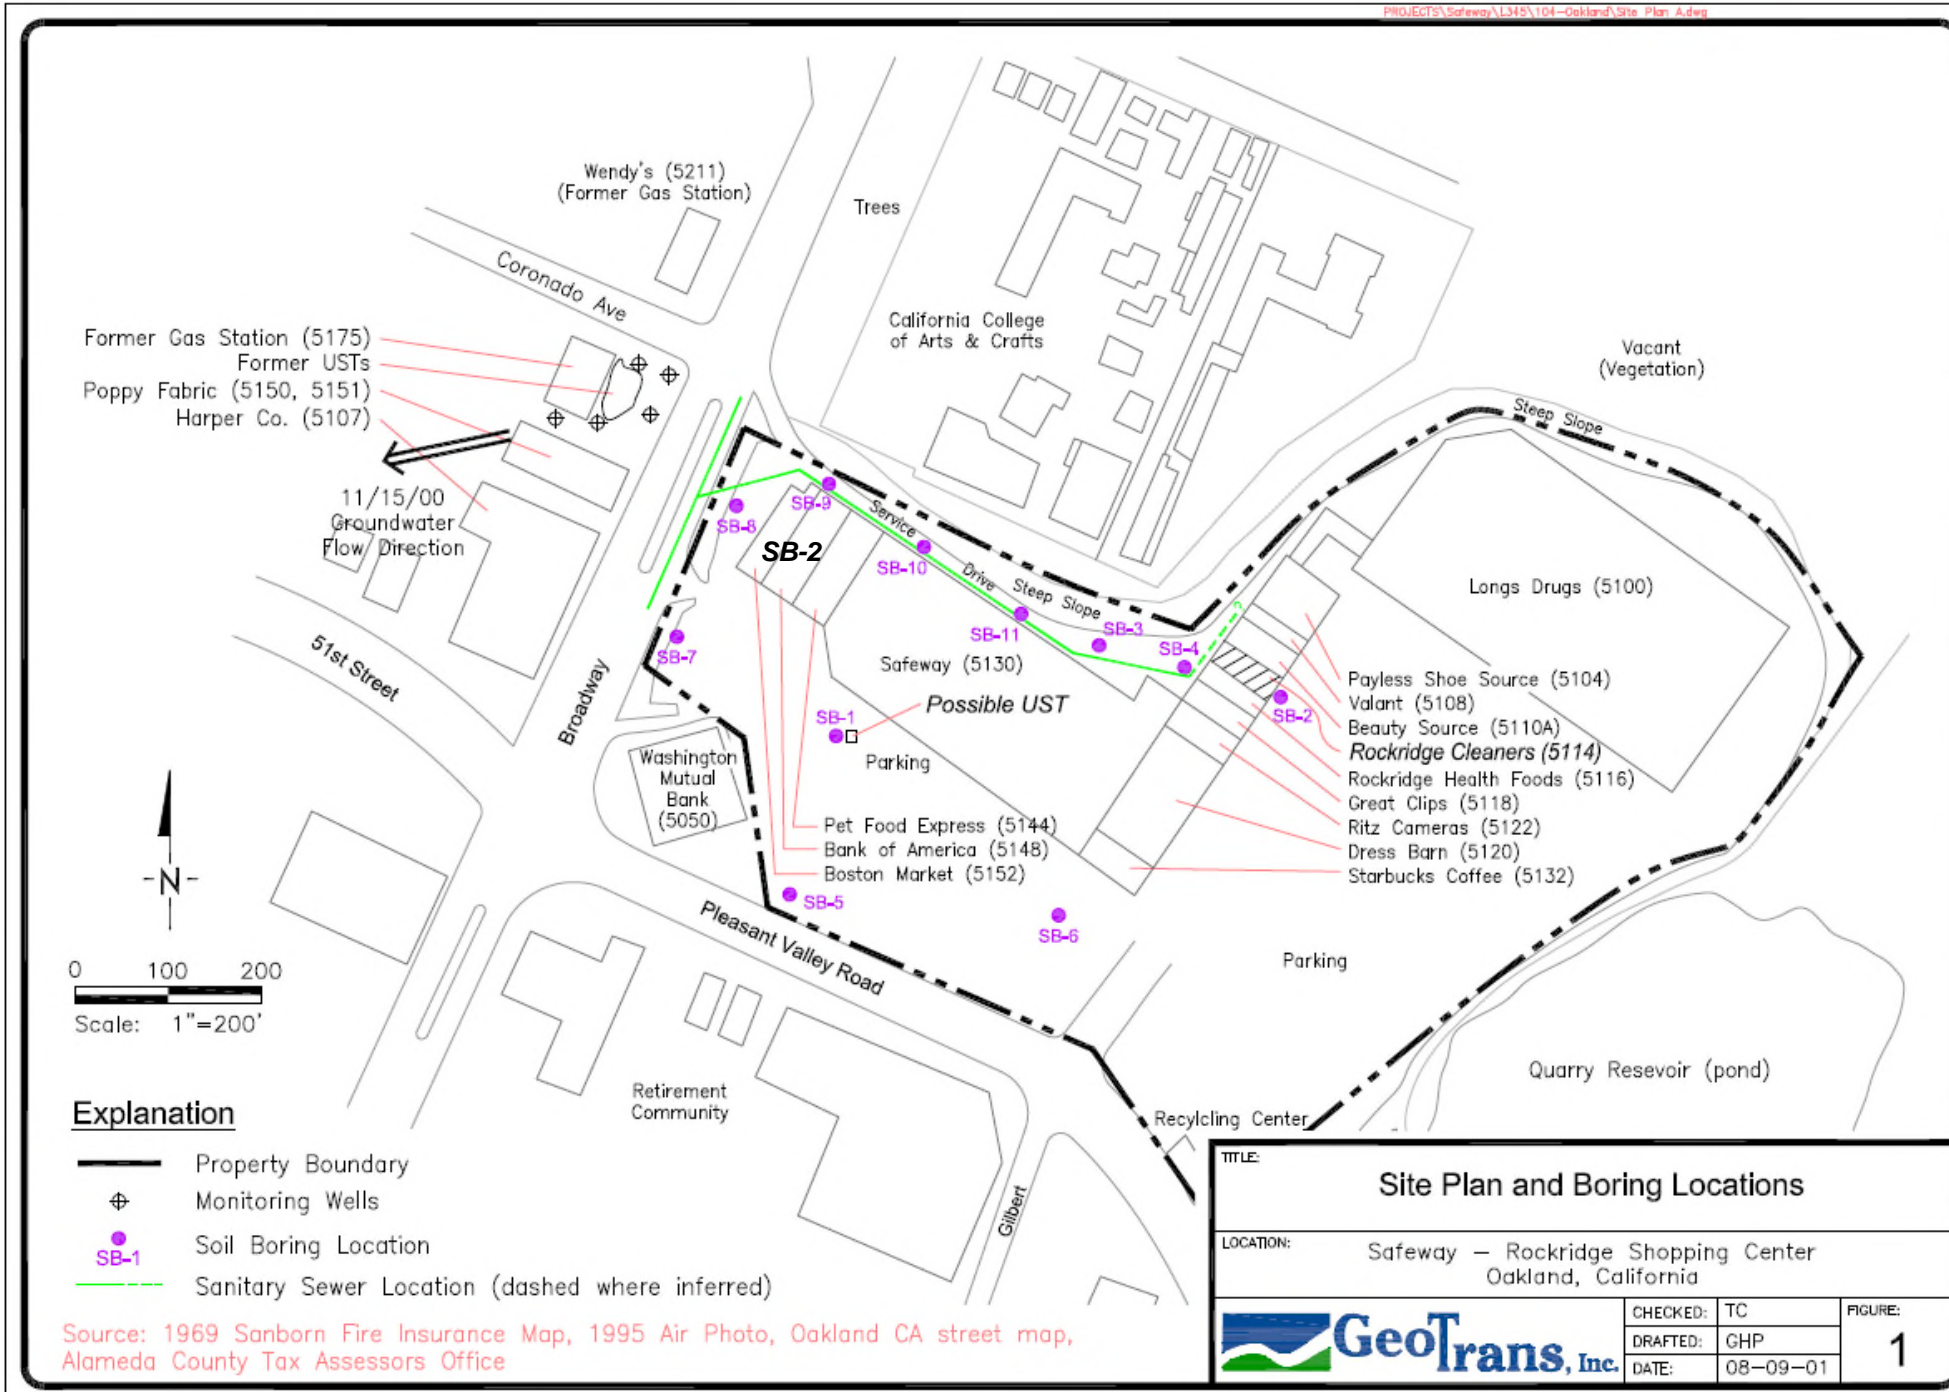 PROJECTS\Safeway\L345\104-Oakland\Site Plan A.dwg
Wendy's (5211)
(Former Gas Station)
Trees
Coronado Ave
California College
of Arts & Crafts
Vacant
(Vegetation)
Former Gas Station (5175)
Former USTs
Poppy Fabric (5150, 5151)
Harper Co. (5107)
Steep Slope
11/15/00
Groundwater
Flow Direction
SB-9
SB-8
Service
Drive
SB-2
SB-10
Steep Slope
Longs Drugs (5100)
SB-11
SB-3
SB-4
SB-7
51st Street
Broadway
Safeway (5130)
Possible UST
SB-1
Parking
SB-2
Payless Shoe Source (5104)
Valant (5108)
Beauty Source (5110A)
Rockridge Cleaners (5114)
Rockridge Health Foods (5116)
Great Clips (5118)
Ritz Cameras (5122)
Dress Barn (5120)
Starbucks Coffee (5132)
Washington
Mutual
Bank
(5050)
Pet Food Express (5144)
Bank of America (5148)
Boston Market (5152)
SB-5
SB-6
Pleasant Valley Road
Parking
-N-
0 100 200
Scale: 1"=200'
Retirement
Community
Quarry Resevoir (pond)
Recylcling Center
Gilbert
Explanation
Property Boundary
Monitoring Wells
SB-1
Soil Boring Location
Sanitary Sewer Location (dashed where inferred)
Source: 1969 Sanborn Fire Insurance Map, 1995 Air Photo, Oakland CA street map,
Alameda County Tax Assessors Office
TITLE:
Site Plan and Boring Locations
LOCATION:
Safeway – Rockridge Shopping Center
Oakland, California
GeoTrans, Inc.
CHECKED: TC
DRAFTED: GHP
DATE: 08-09-01
FIGURE:
1